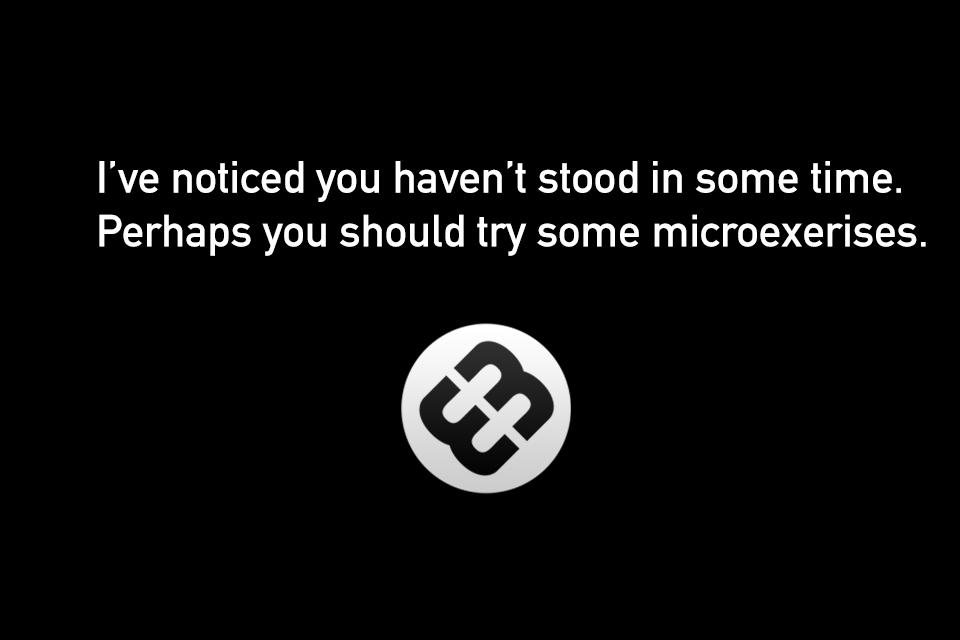 I’ve noticed you haven’t stood in some time.
Perhaps you should try some microexerises.